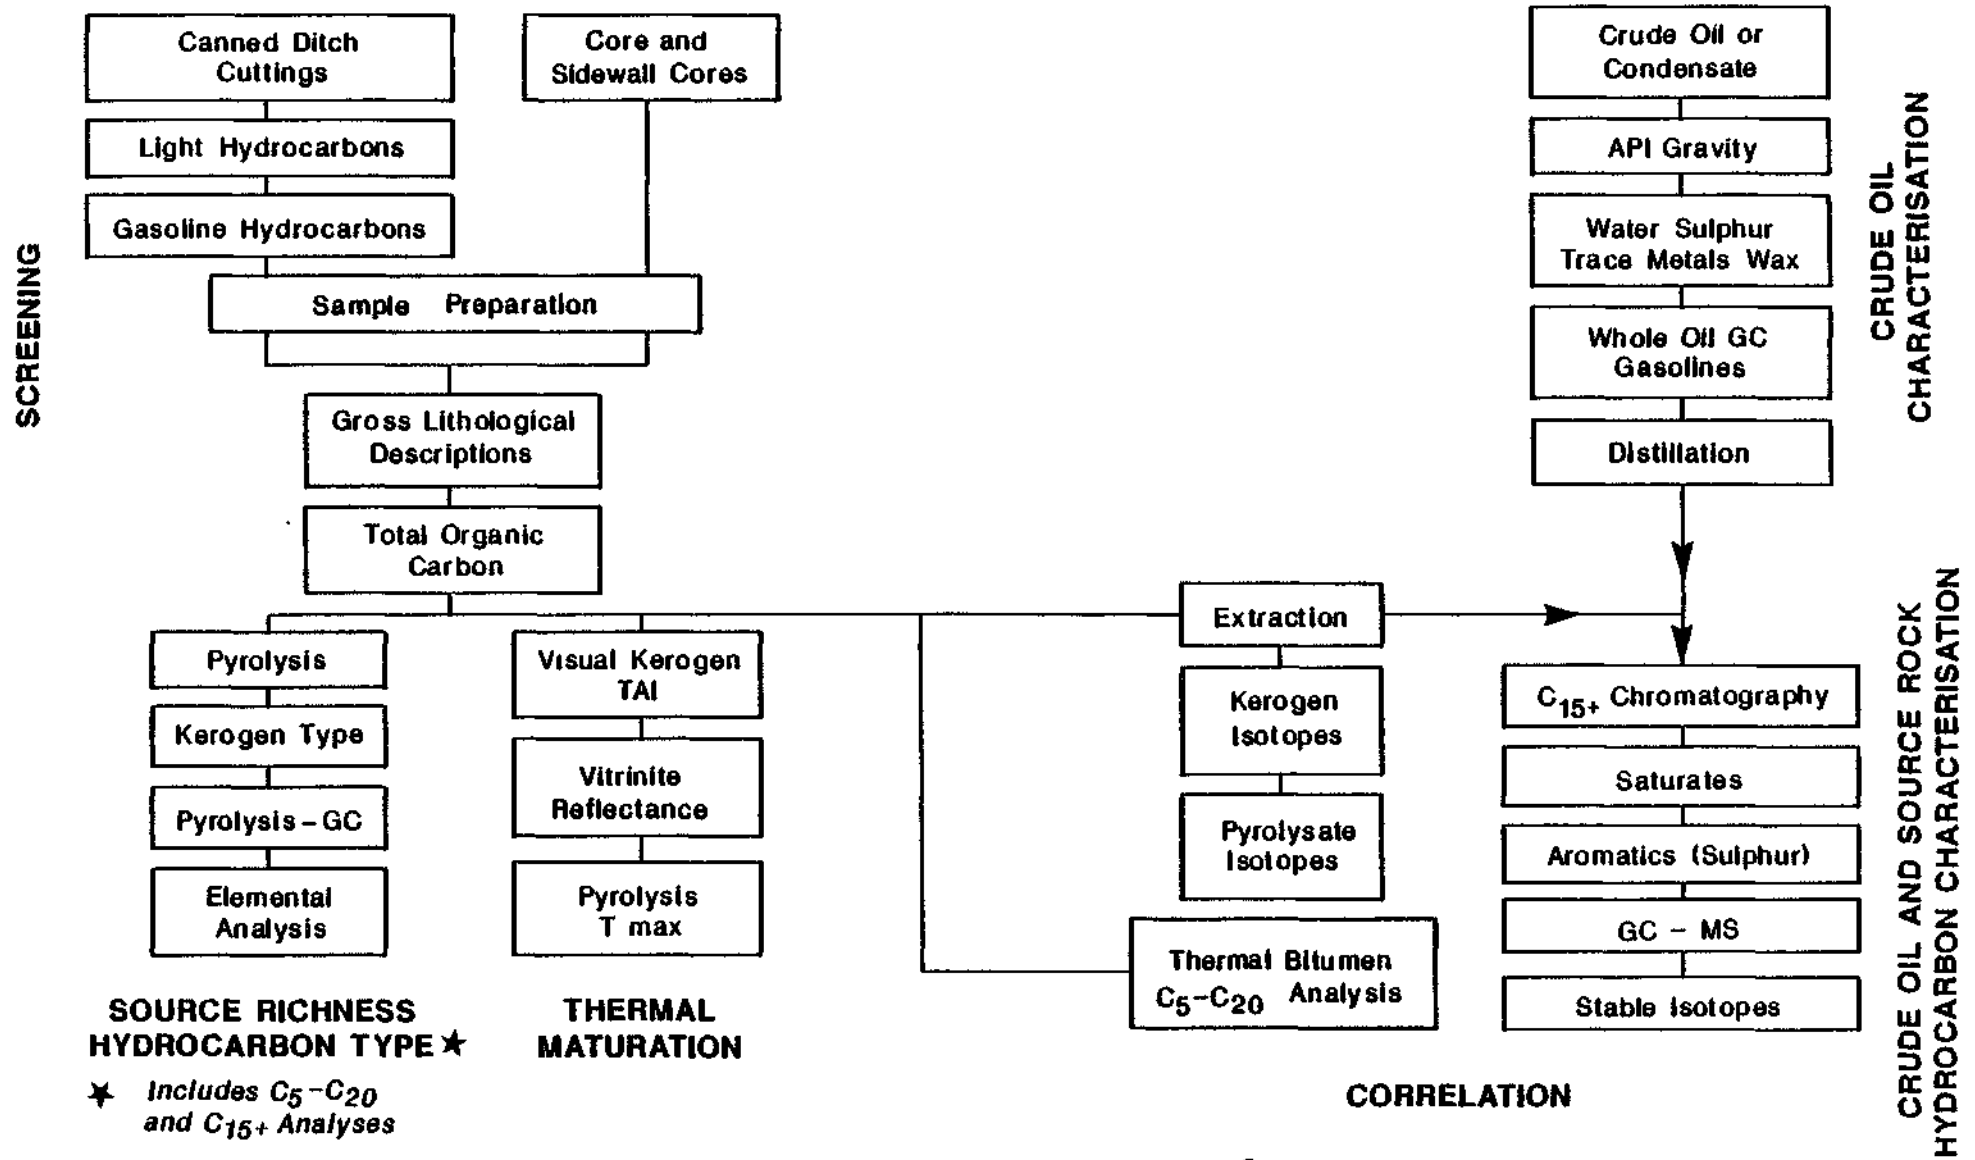 Canned Ditch
Cuttings
Light Hydrocarbons
Gasoline Hydrocarbons
Core and
Sidewall Cores
Sample Preparation
Gross Lithological
Descriptions
Total Organic
Carbon
SCREENING
Pyrolysis
Kerogen Type
Pyrolysis – GC
Elemental
Analysis
SOURCE RICHNESS
HYDROCARBON TYPE ★
★ Includes C5–C20
and C15+ Analyses
Visual Kerogen
TAI
Vitrinite
Reflectance
Pyrolysis
T max
THERMAL
MATURATION
Extraction
Kerogen
Isotopes
Pyrolysate
Isotopes
Thermal Bitumen
C5–C20 Analysis
Crude Oil or
Condensate
API Gravity
Water Sulphur
Trace Metals Wax
Whole Oil GC
Gasolines
Distillation
CRUDE OIL
CHARACTERISATION
C15+ Chromatography
Saturates
Aromatics (Sulphur)
GC – MS
Stable Isotopes
CORRELATION
CRUDE OIL AND SOURCE ROCK
HYDROCARBON CHARACTERISATION